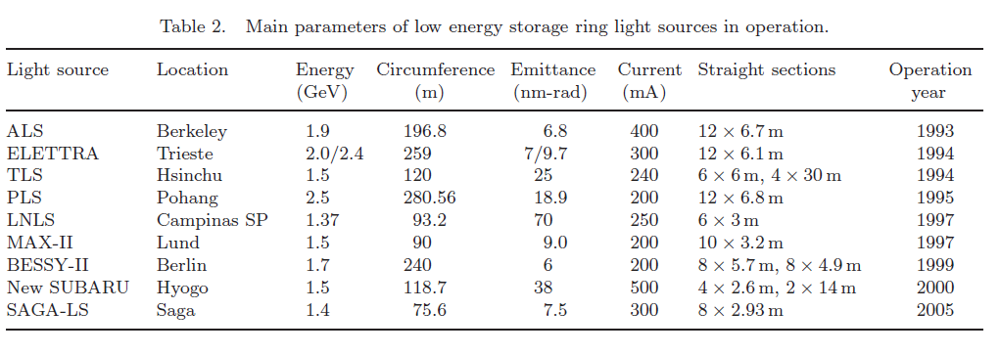 Table 2. Main parameters of low energy storage ring light sources in operation.
Light source Location Energy Circumference Emittance Current Straight sections Operation
(GeV) (m) (nm-rad) (mA) year
ALS Berkeley 1.9 196.8 6.8 400 12 × 6.7 m 1993
ELETTRA Trieste 2.0/2.4 259 7/9.7 300 12 × 6.1 m 1994
TLS Hsinchu 1.5 120 25 240 6 × 6 m, 4 × 30 m 1994
PLS Pohang 2.5 280.56 18.9 200 12 × 6.8 m 1995
LNLS Campinas SP 1.37 93.2 70 250 6 × 3 m 1997
MAX-II Lund 1.5 90 9.0 200 10 × 3.2 m 1997
BESSY-II Berlin 1.7 240 6 200 8 × 5.7 m, 8 × 4.9 m 1999
New SUBARU Hyogo 1.5 118.7 38 500 4 × 2.6 m, 2 × 14 m 2000
SAGA-LS Saga 1.4 75.6 7.5 300 8 × 2.93 m 2005